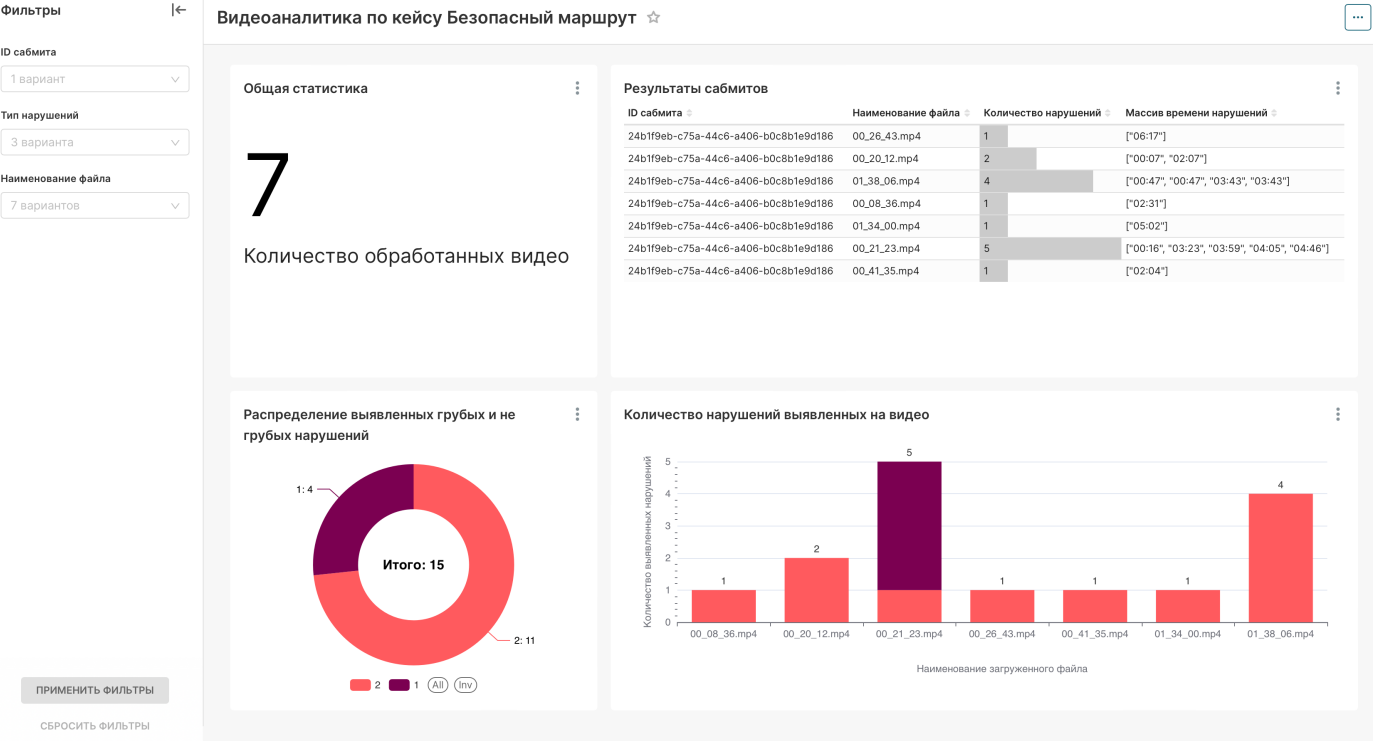 Фильтры
ID сабмита
1 вариант
Тип нарушений
3 варианта
Наименование файла
7 вариантов
ПРИМЕНИТЬ ФИЛЬТРЫ
СБРОСИТЬ ФИЛЬТРЫ
Видеоаналитика по кейсу Безопасный маршрут
Общая статистика
7
Количество обработанных видео
Результаты сабмитов
ID сабмита Наименование файла Количество нарушений Массив времени нарушений
24b1f9eb-c75a-44c6-a406-b0c8b1e9d186 00_26_43.mp4 1 ["06:17"]
24b1f9eb-c75a-44c6-a406-b0c8b1e9d186 00_20_12.mp4 2 ["00:07", "02:07"]
24b1f9eb-c75a-44c6-a406-b0c8b1e9d186 01_38_06.mp4 4 ["00:47", "00:47", "03:43", "03:43"]
24b1f9eb-c75a-44c6-a406-b0c8b1e9d186 00_08_36.mp4 1 ["02:31"]
24b1f9eb-c75a-44c6-a406-b0c8b1e9d186 01_34_00.mp4 1 ["05:02"]
24b1f9eb-c75a-44c6-a406-b0c8b1e9d186 00_21_23.mp4 5 ["00:16", "03:23", "03:59", "04:05", "04:46"]
24b1f9eb-c75a-44c6-a406-b0c8b1e9d186 00_41_35.mp4 1 ["02:04"]
Распределение выявленных грубых и не
грубых нарушений
1: 4
Итого: 15
2: 11
2 1 All Inv
Количество нарушений выявленных на видео
Количество выявленных нарушений
5
4
3
2
1
0
1 2 5 1 1 1 4
00_08_36.mp4 00_20_12.mp4 00_21_23.mp4 00_26_43.mp4 00_41_35.mp4 01_34_00.mp4 01_38_06.mp4
Наименование загруженного файла